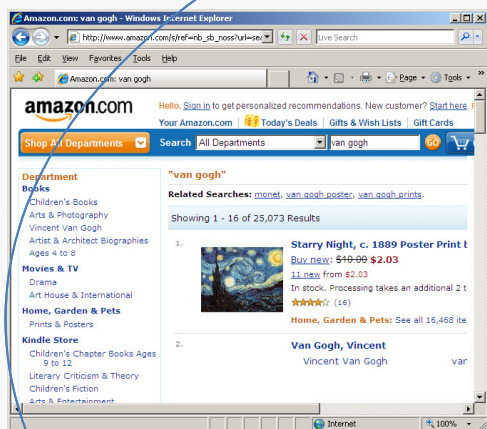 Amazon.com: van gogh - Windows Internet Explorer
http://www.amazon.com/s/ref=nb_sb_noss?url=sea
Live Search
File Edit View Favorites Tools Help
Amazon.com: van gogh
Page Tools
amazon.com
Hello. Sign in to get personalized recommendations. New customer? Start here.
Your Amazon.com Today's Deals Gifts & Wish Lists Gift Cards
Shop All Departments Search All Departments van gogh GO
Department
Books
Children's Books
Arts & Photography
Vincent Van Gogh
Artist & Architect Biographies
Ages 4 to 8
Movies & TV
Drama
Art House & International
Home, Garden & Pets
Prints & Posters
Kindle Store
Children's Chapter Books Ages
9 to 12
Literary Criticism & Theory
Children's Fiction
Arts & Entertainment
"van gogh"
Related Searches: monet, van gogh poster, van gogh prints.
Showing 1 - 16 of 25,073 Results
1.
Starry Night, c. 1889 Poster Print b
Buy new: $10.00 $2.03
11 new from $2.03
In stock. Processing takes an additional 2 t
(16)
Home, Garden & Pets: See all 16,468 ite
2.
Van Gogh, Vincent
Vincent Van Gogh van
Internet 100%